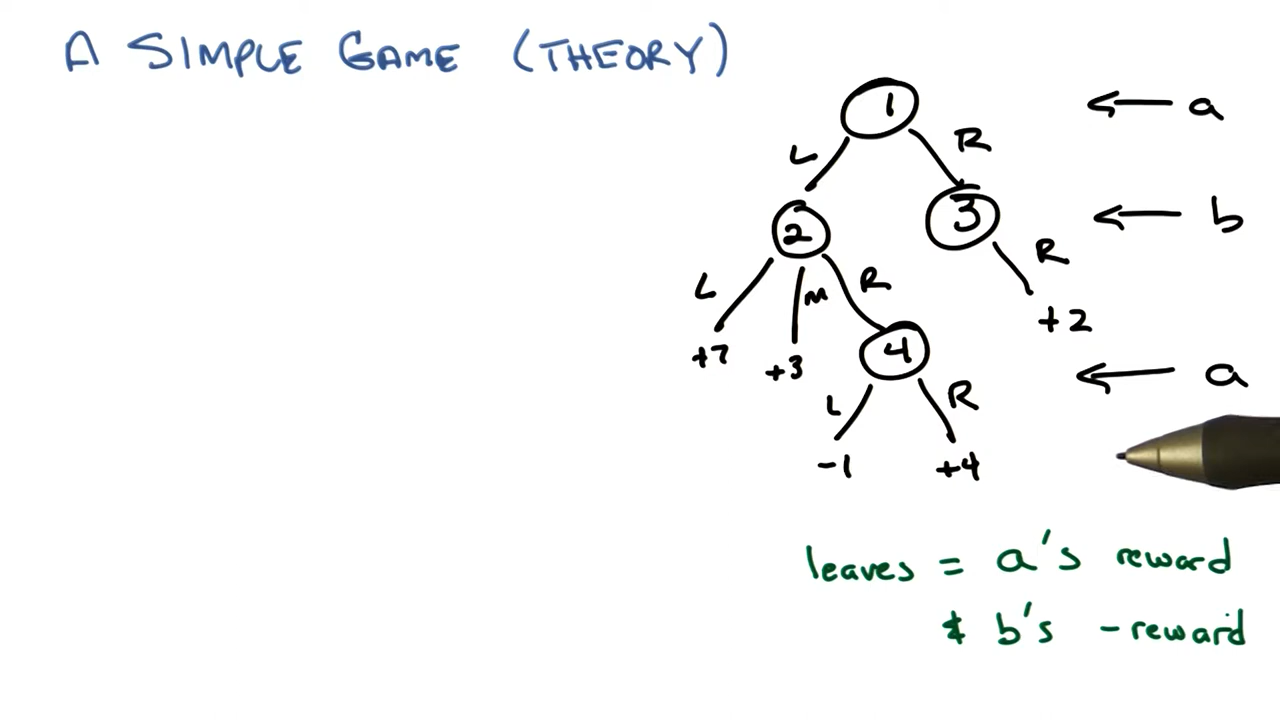 A SIMPLE GAME (THEORY)
1 ← a
L R
2 3 ← b
L M R R
+7 +3 4 +2 ← a
L R
-1 +4
leaves = a's reward
& b's -reward